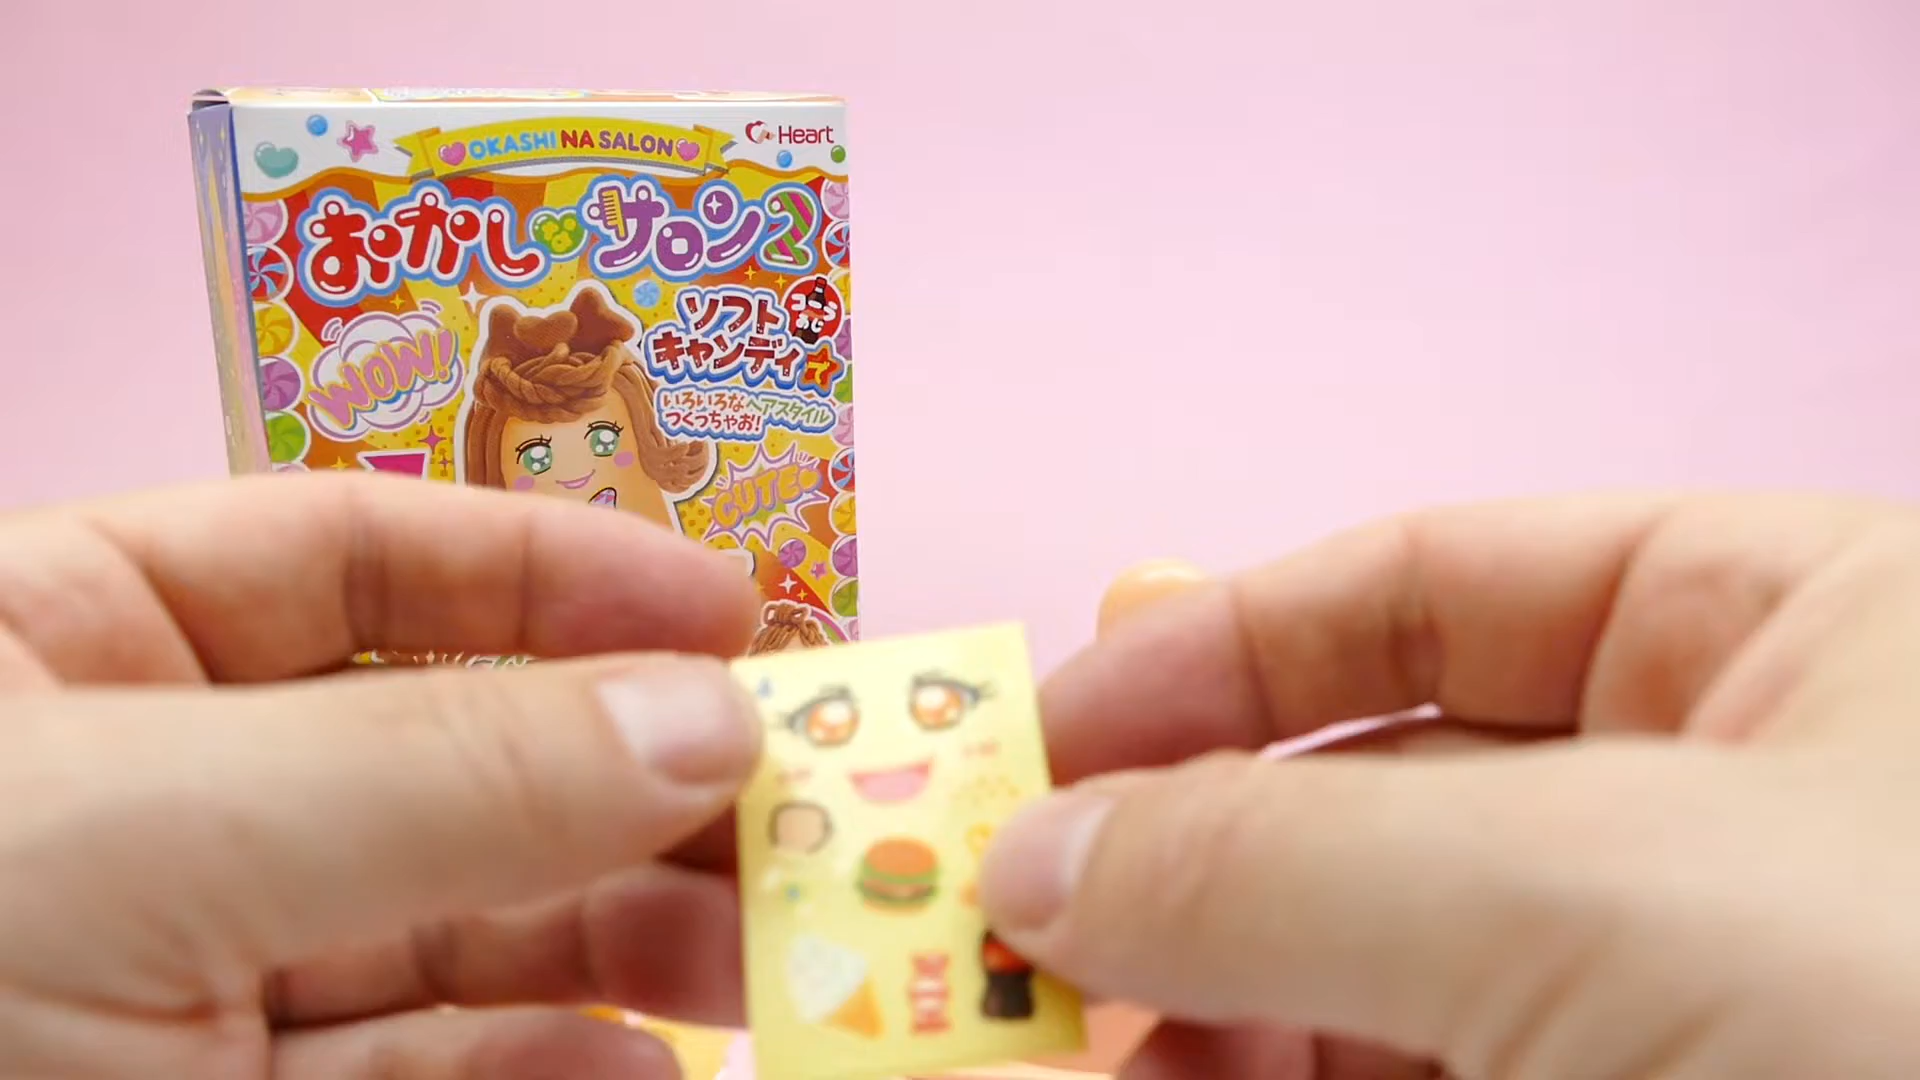 OKASHI NA SALON
Heart
おかし
サロン2
ソフト
キャンディで
コーラ
あじ
いろいろなヘアスタイル
つくっちゃお!
WOW!
CUTE